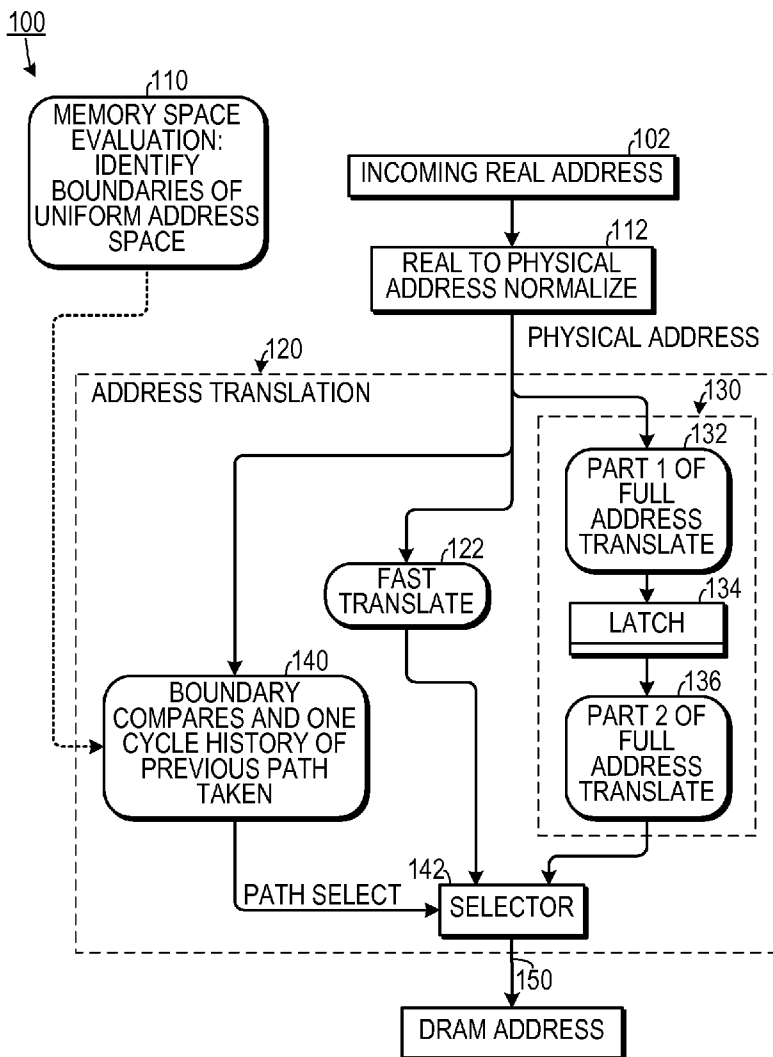 100
110
MEMORY SPACE
EVALUATION:
IDENTIFY
BOUNDARIES OF
UNIFORM ADDRESS
SPACE
102
INCOMING REAL ADDRESS
112
REAL TO PHYSICAL
ADDRESS NORMALIZE
PHYSICAL ADDRESS
120
ADDRESS TRANSLATION
130
132
PART 1 OF
FULL
ADDRESS
TRANSLATE
122
FAST
TRANSLATE
134
LATCH
140
BOUNDARY
COMPARES AND ONE
CYCLE HISTORY OF
PREVIOUS PATH
TAKEN
136
PART 2 OF
FULL
ADDRESS
TRANSLATE
PATH SELECT
142
SELECTOR
150
DRAM ADDRESS